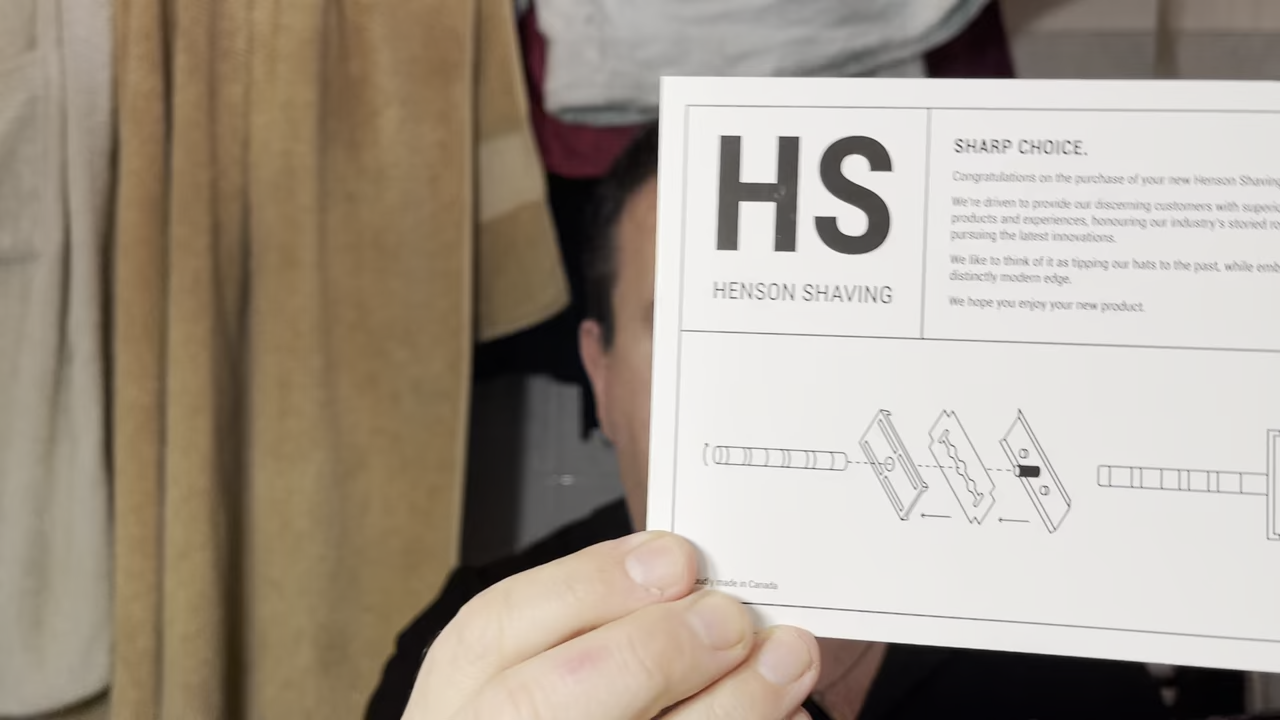 HS
HENSON SHAVING
SHARP CHOICE.
Congratulations on the purchase of your new Henson Shaving
We're driven to provide our discerning customers with
products and experiences, honouring our industry's storied
pursuing the latest innovations.
We like to think of it as tipping our hats to the past, while
distinctly modern edge.
We hope you enjoy your new product.
made in Canada